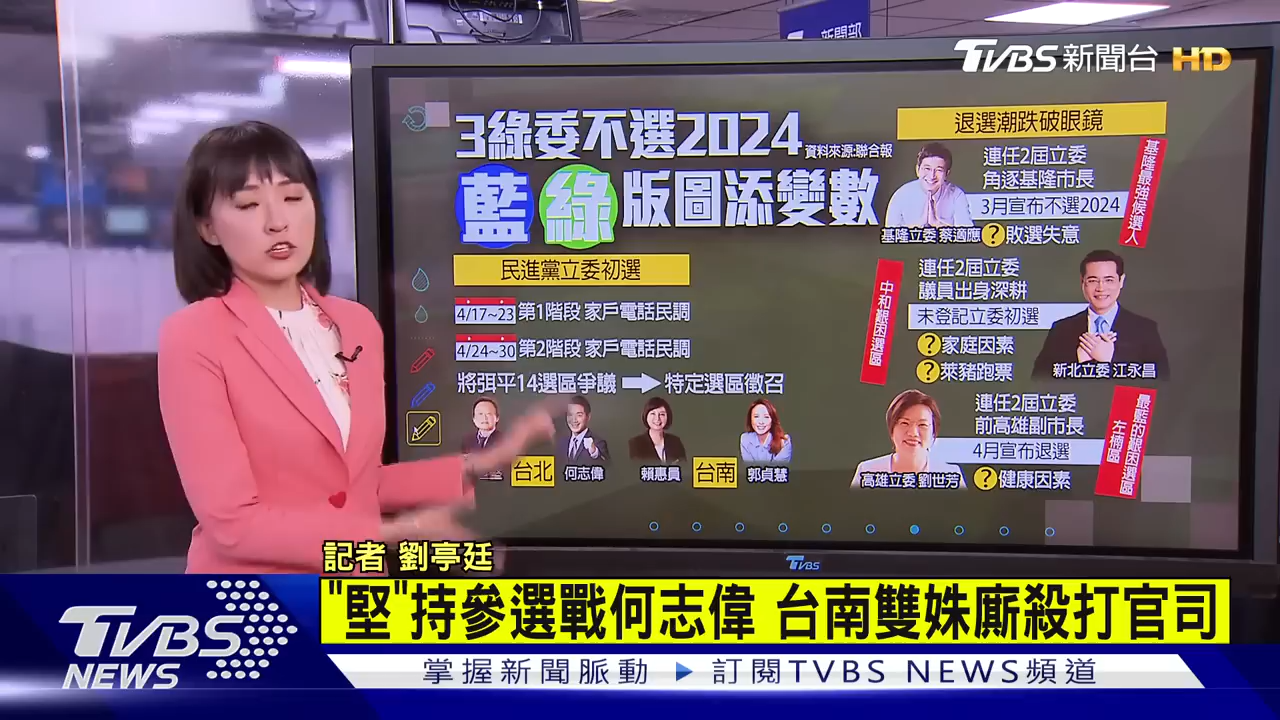 新聞部
TVBS新聞台 HD
3綠委不選2024
資料來源:聯合報
藍綠版圖添變數
民進黨立委初選
4/17~23 第1階段 家戶電話民調
4/24~30 第2階段 家戶電話民調
將弭平14選區爭議 特定選區徵召
台北 何志偉 賴惠員 台南 郭貞慧
退選潮跌破眼鏡
連任2屆立委
角逐基隆市長
3月宣布不選2024
基隆立委 蔡適應 ?敗選失意
基隆最強候選人
中和艱困選區
連任2屆立委
議員出身深耕
未登記立委初選
?家庭因素
?萊豬跑票
新北立委 江永昌
連任2屆立委
前高雄副市長
4月宣布退選
高雄立委 劉世芳 ?健康因素
最藍的艱困選區
左楠區
TVBS
記者 劉亭廷
"堅"持參選戰何志偉 台南雙姝廝殺打官司
TVBS
NEWS
掌握新聞脈動 訂閱TVBS NEWS頻道